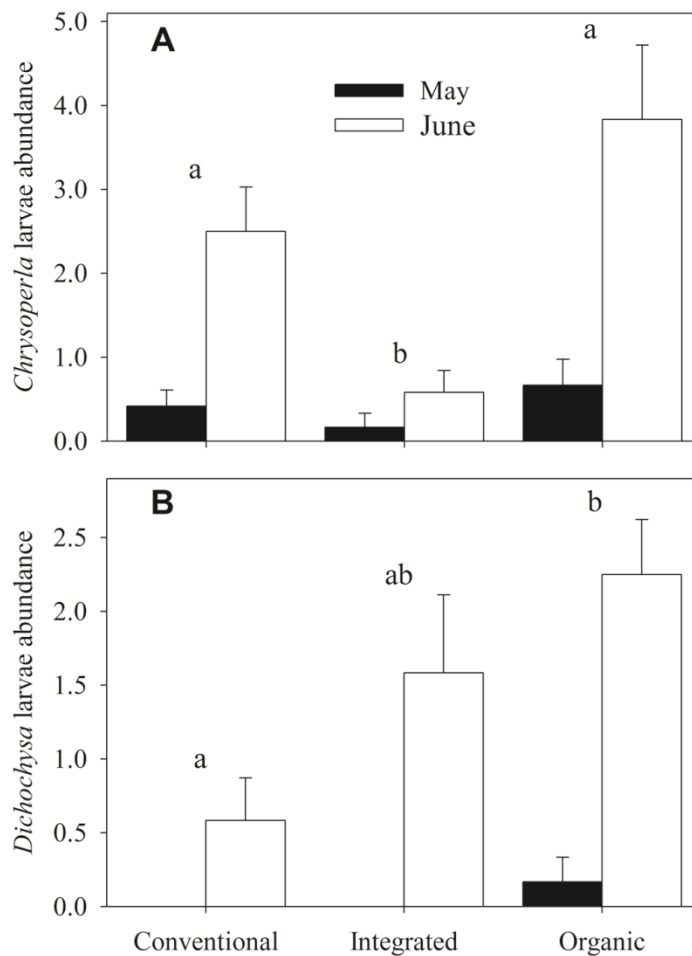 A
Chrysoperla larvae abundance
5.0
4.0
3.0
2.0
1.0
0.0
May
June
a
b
a
B
Dichochysa larvae abundance
2.5
2.0
1.5
1.0
0.5
0.0
a
ab
b
Conventional
Integrated
Organic